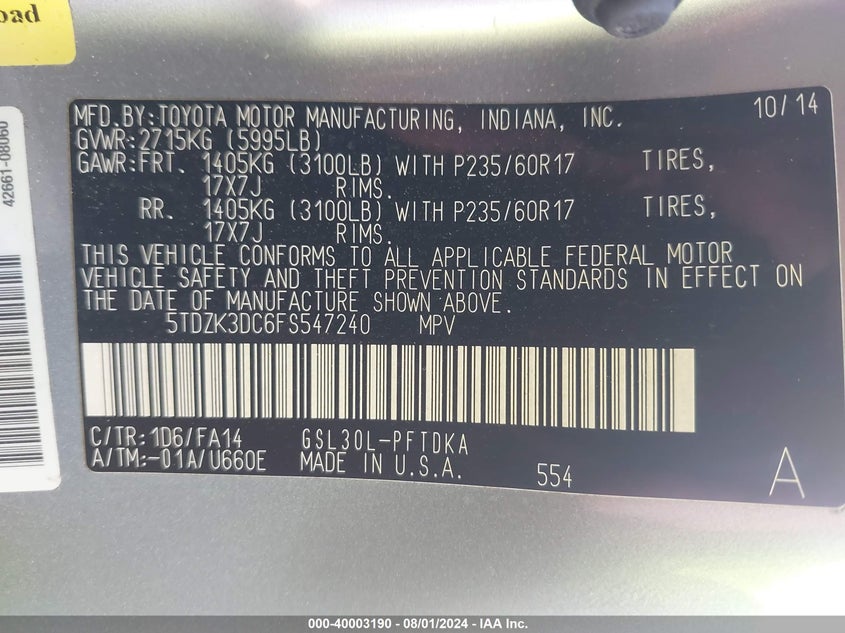 oad
42661-08060
MFD.BY:TOYOTA MOTOR MANUFACTURING, INDIANA, INC. 10/14
GVWR:2715KG (5995LB)
GAWR:FRT. 1405KG (3100LB) WITH P235/60R17 TIRES,
17X7J RIMS.
RR. 1405KG (3100LB) WITH P235/60R17 TIRES,
17X7J RIMS.
THIS VEHICLE CONFORMS TO ALL APPLICABLE FEDERAL MOTOR
VEHICLE SAFETY AND THEFT PREVENTION STANDARDS IN EFFECT ON
THE DATE OF MANUFACTURE SHOWN ABOVE.
5TDZK3DC6FS547240 MPV
C/TR:1D6/FA14 GSL30L-PFTDKA
A/TM:-01A/U660E MADE IN U.S.A. 554 A
000-40003190 - 08/01/2024 - IAA Inc.